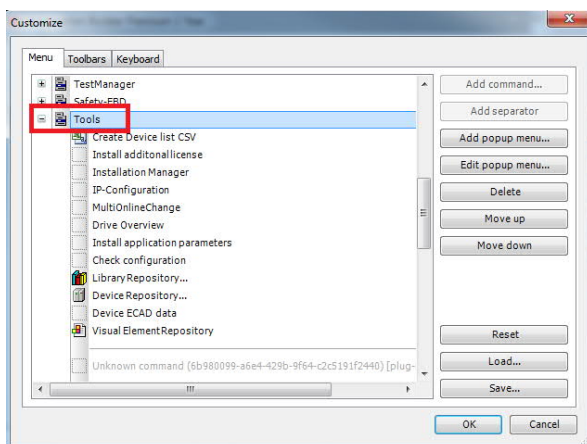 Customize
Menu Toolbars Keyboard
TestManager
Safety-FBD
Tools
Create Device list CSV
Install additonal license
Installation Manager
IP-Configuration
MultiOnlineChange
Drive Overview
Install application parameters
Check configuration
Library Repository...
Device Repository...
Device ECAD data
Visual Element Repository
Unknown command (6b980099-a6e4-429b-9f64-c2c5191f2440) [plug-
Add command...
Add separator
Add popup menu...
Edit popup menu...
Delete
Move up
Move down
Reset
Load...
Save...
OK Cancel